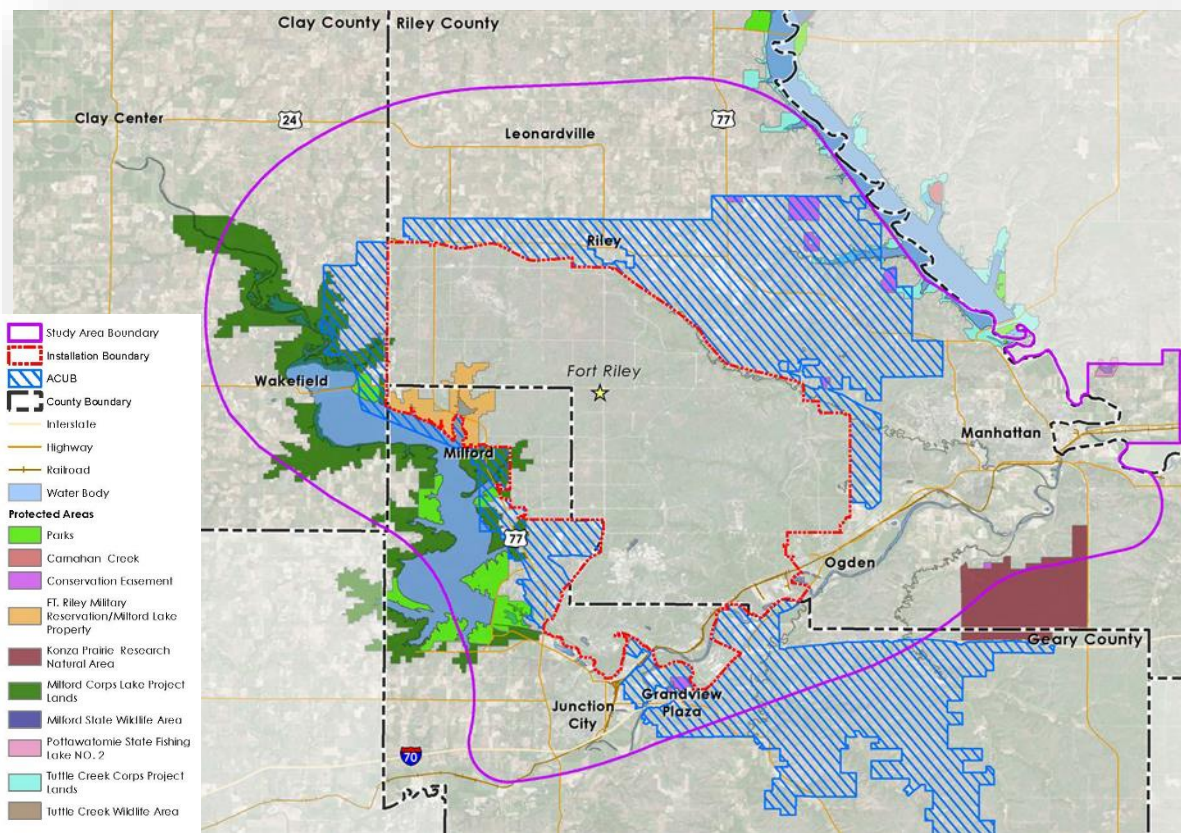 Clay County
Riley County
Clay Center
24
Leonardville
77
Riley
Fort Riley
Wakefield
Manhattan
Milford
77
Ogden
Geary County
Grandview
Plaza
Junction
City
70
Study Area Boundary
Installation Boundary
ACUB
County Boundary
Interstate
Highway
Railroad
Water Body
Protected Areas
Parks
Carnahan Creek
Conservation Easement
FT. Riley Military
Reservation/Milford Lake
Property
Konza Prairie Research
Natural Area
Milford Corps Lake Project
Lands
Milford State Wildlife Area
Pottawatomie State Fishing
Lake NO. 2
Tuttle Creek Corps Project
Lands
Tuttle Creek Wildlife Area